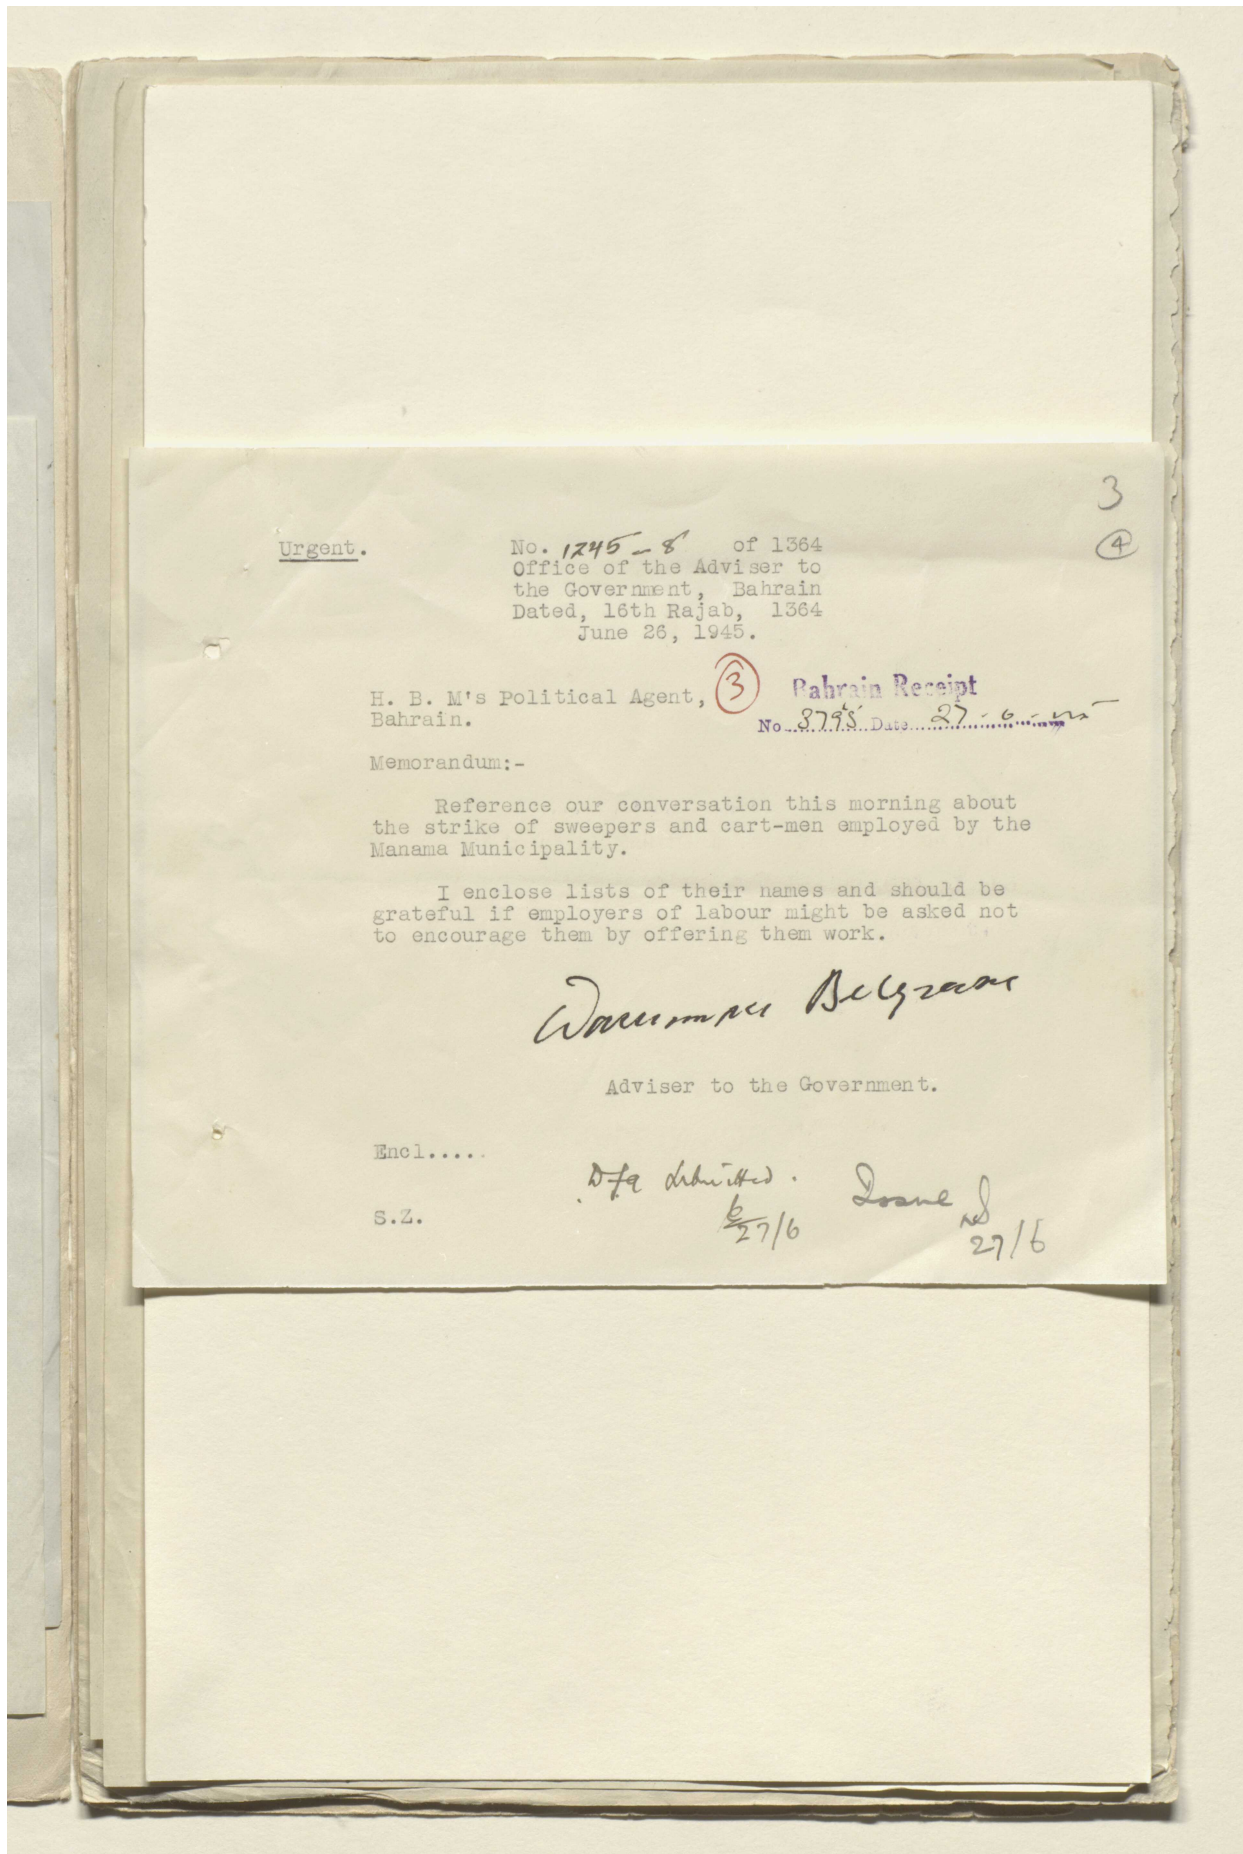 3
4
Urgent.
No. 1245-8 of 1364
Office of the Adviser to
the Government, Bahrain
Dated, 16th Rajab, 1364
June 26, 1945.
H. B. M's Political Agent,
Bahrain.
3
Bahrain Receipt
No. 3795 Date 27-6-45
Memorandum:-
Reference our conversation this morning about
the strike of sweepers and cart-men employed by the
Manama Municipality.
I enclose lists of their names and should be
grateful if employers of labour might be asked not
to encourage them by offering them work.
Belgrave
Adviser to the Government.
Encl.....
Dfa submitted.
27/6
Issue
27/6
S.Z.